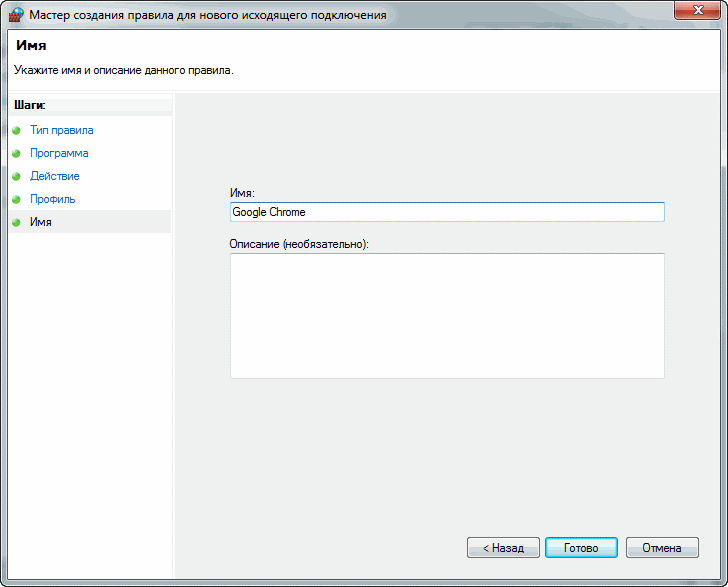 Мастер создания правила для нового исходящего подключения
Имя
Укажите имя и описание данного правила.
Шаги:
Тип правила
Программа
Действие
Профиль
Имя
Имя:
Google Chrome
Описание (необязательно):
< Назад
Готово
Отмена